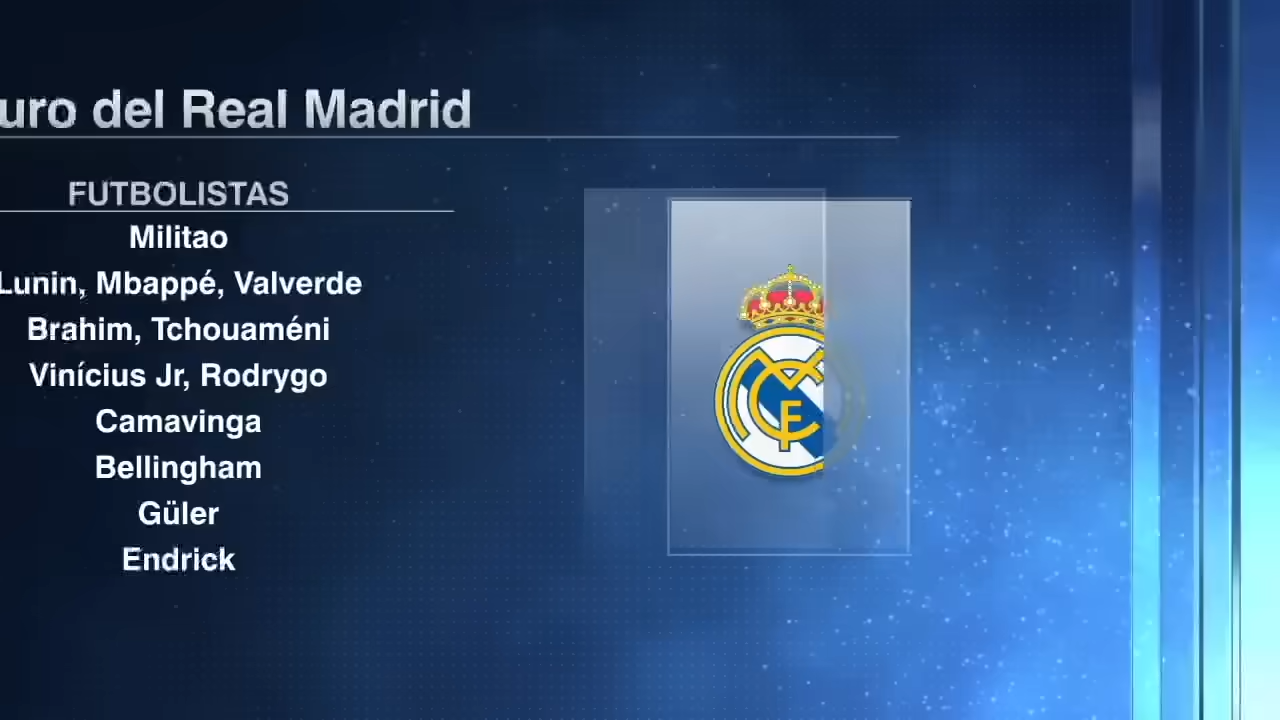 uro del Real Madrid
FUTBOLISTAS
Militao
Lunin, Mbappé, Valverde
Brahim, Tchouaméni
Vinícius Jr, Rodrygo
Camavinga
Bellingham
Güler
Endrick